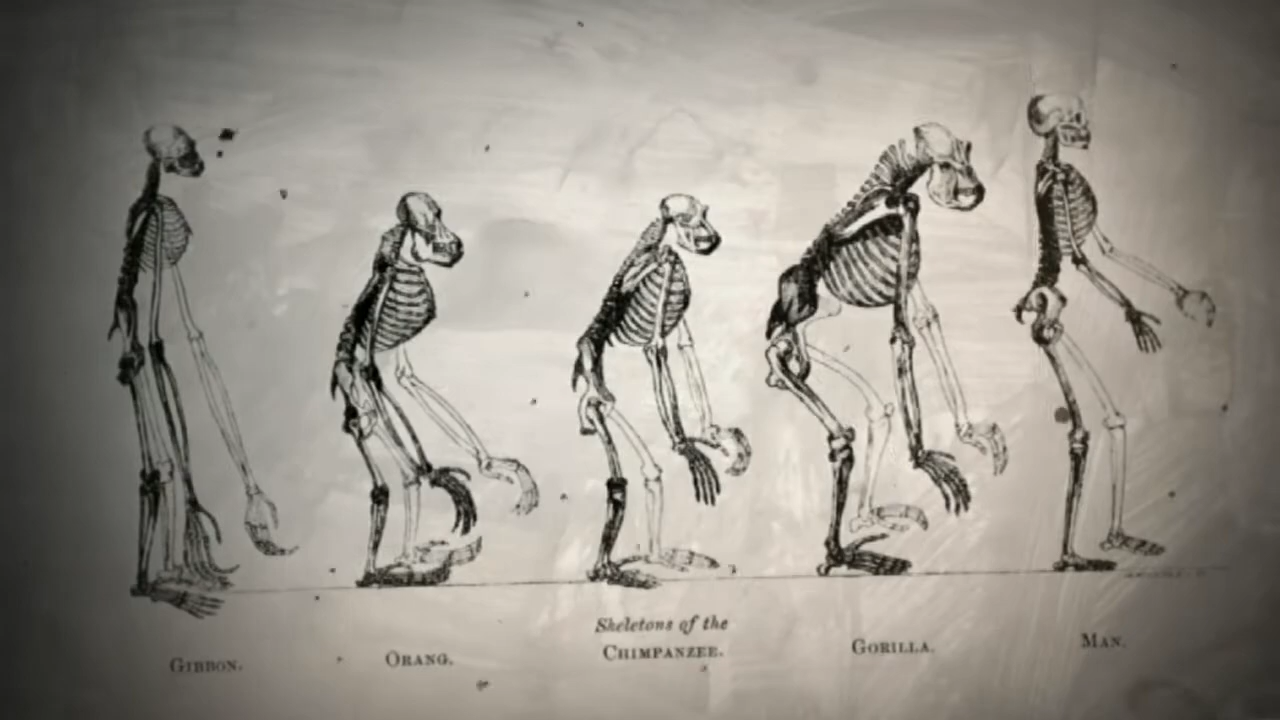 Skeletons of the
GIBBON. ORANG. CHIMPANZEE. GORILLA. MAN.